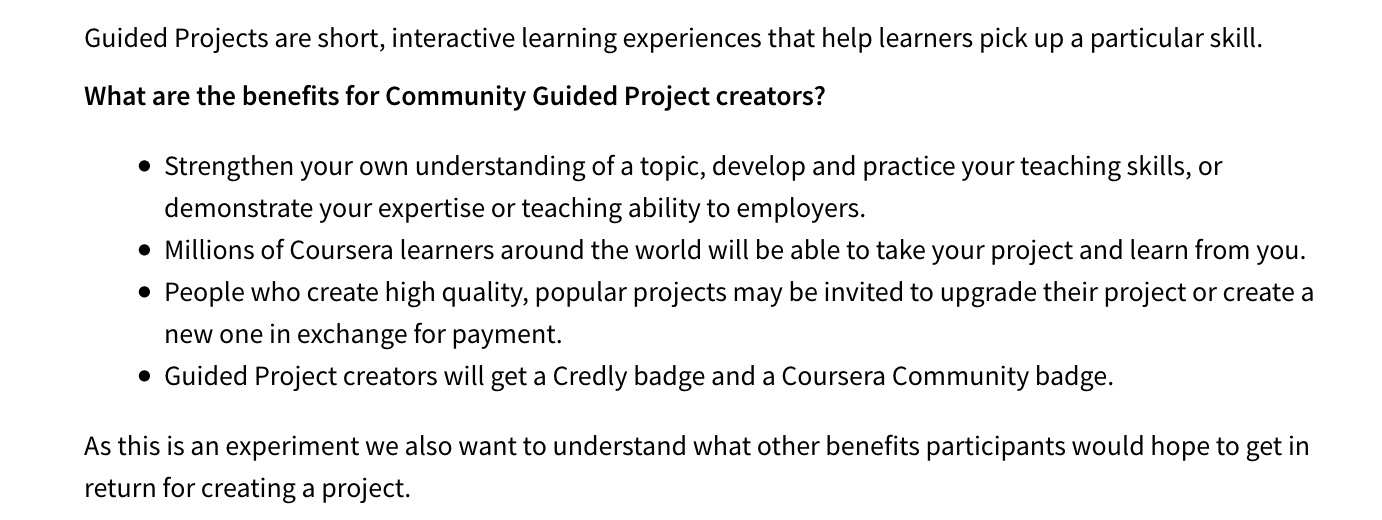 Guided Projects are short, interactive learning experiences that help learners pick up a particular skill.
What are the benefits for Community Guided Project creators?
• Strengthen your own understanding of a topic, develop and practice your teaching skills, or
demonstrate your expertise or teaching ability to employers.
• Millions of Coursera learners around the world will be able to take your project and learn from you.
• People who create high quality, popular projects may be invited to upgrade their project or create a
new one in exchange for payment.
• Guided Project creators will get a Credly badge and a Coursera Community badge.
As this is an experiment we also want to understand what other benefits participants would hope to get in
return for creating a project.